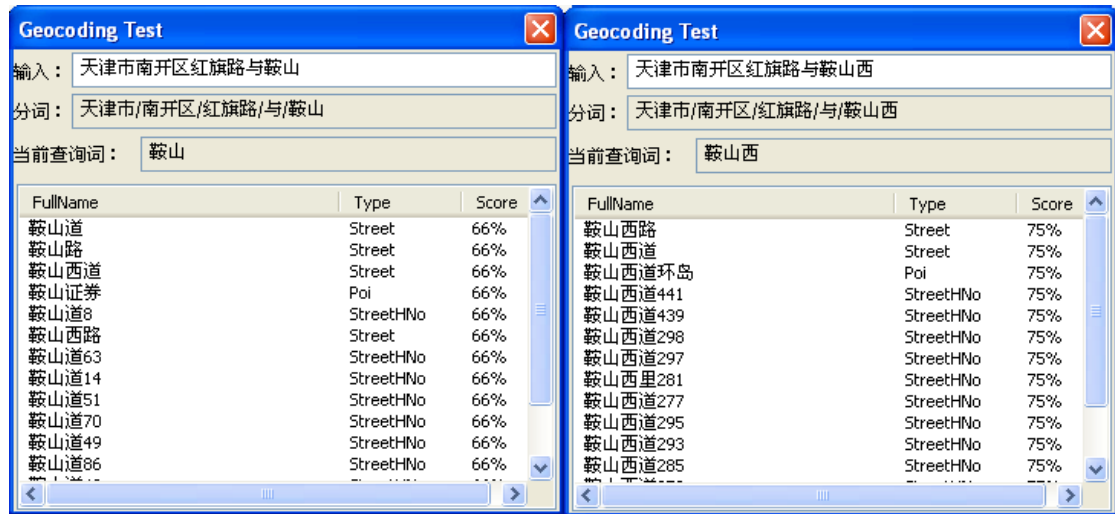 Geocoding Test
输入： 天津市南开区红旗路与鞍山
分词： 天津市/南开区/红旗路/与/鞍山
当前查询词： 鞍山
FullName Type Score
鞍山道 Street 66%
鞍山路 Street 66%
鞍山西道 Street 66%
鞍山证券 Poi 66%
鞍山道8 StreetHNo 66%
鞍山西路 Street 66%
鞍山道63 StreetHNo 66%
鞍山道14 StreetHNo 66%
鞍山道51 StreetHNo 66%
鞍山道70 StreetHNo 66%
鞍山道49 StreetHNo 66%
鞍山道86 StreetHNo 66%
Geocoding Test
输入： 天津市南开区红旗路与鞍山西
分词： 天津市/南开区/红旗路/与/鞍山西
当前查询词： 鞍山西
FullName Type Score
鞍山西路 Street 75%
鞍山西道 Street 75%
鞍山西道环岛 Poi 75%
鞍山西道441 StreetHNo 75%
鞍山西道439 StreetHNo 75%
鞍山西道298 StreetHNo 75%
鞍山西道297 StreetHNo 75%
鞍山西里281 StreetHNo 75%
鞍山西道277 StreetHNo 75%
鞍山西道295 StreetHNo 75%
鞍山西道293 StreetHNo 75%
鞍山西道285 StreetHNo 75%